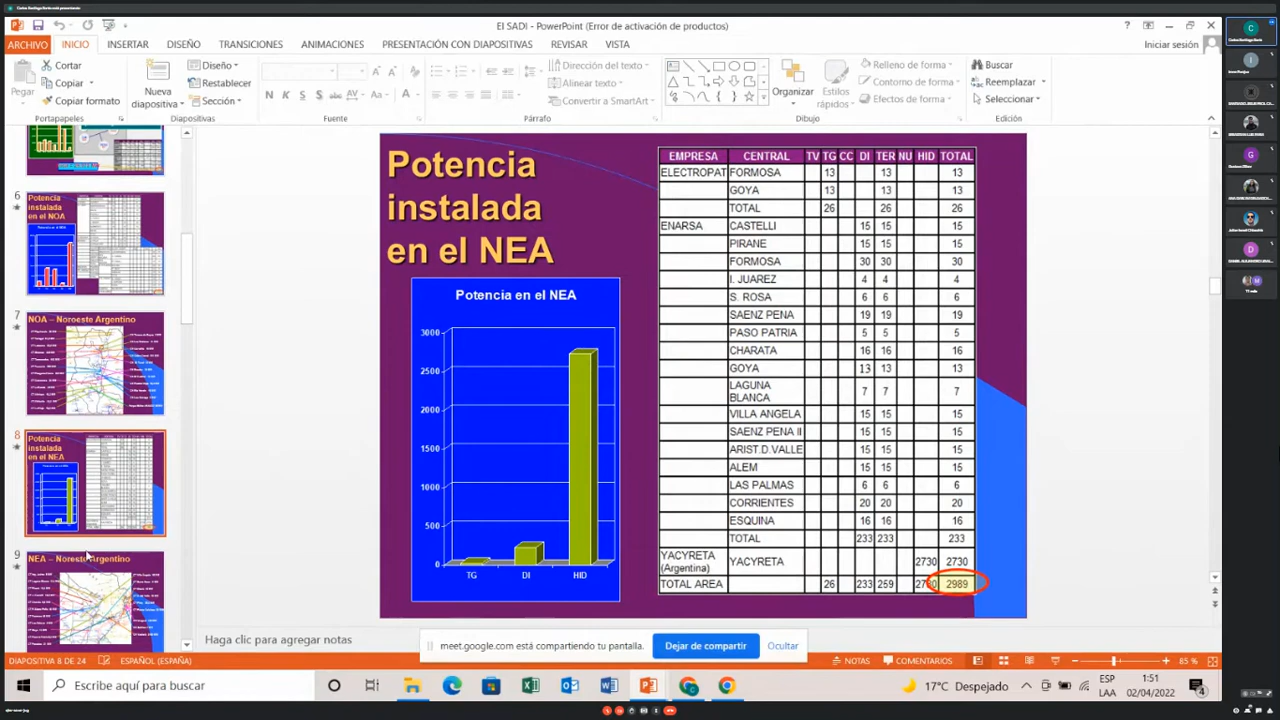 Carlos Santiago Barta está presentando
El SADI - PowerPoint (Error de activación de productos)
ARCHIVO INICIO INSERTAR DISEÑO TRANSICIONES ANIMACIONES PRESENTACIÓN CON DIAPOSITIVAS REVISAR VISTA Iniciar sesión
Pegar
Cortar
Copiar
Copiar formato
Portapapeles
Nueva
diapositiva
Diseño
Restablecer
Sección
Diapositivas
Fuente
Dirección del texto
Alinear texto
Convertir a SmartArt
Párrafo
Organizar
Estilos
rápidos
Relleno de forma
Contorno de forma
Efectos de forma
Dibujo
Buscar
Reemplazar
Seleccionar
Edición
6
Potencia
instalada
en el NOA
7
NOA – Noroeste Argentino
8
Potencia
instalada
en el NEA
9
NEA – Noreste Argentino
Potencia
instalada
en el NEA
Potencia en el NEA
3000
2500
2000
1500
1000
500
0
TG DI HID
EMPRESA CENTRAL TV TG CC DI TER NU HID TOTAL
ELECTROPAT FORMOSA 13 13 13
GOYA 13 13 13
TOTAL 26 26 26
ENARSA CASTELLI 15 15 15
PIRANE 15 15 15
FORMOSA 30 30 30
I. JUAREZ 4 4 4
S. ROSA 6 6 6
SAENZ PENA 19 19 19
PASO PATRIA 5 5 5
CHARATA 16 16 16
GOYA 13 13 13
LAGUNA
BLANCA 7 7 7
VILLA ANGELA 15 15 15
SAENZ PENA II 15 15 15
ARIST.D.VALLE 15 15 15
ALEM 15 15 15
LAS PALMAS 6 6 6
CORRIENTES 20 20 20
ESQUINA 16 16 16
TOTAL 233 233 233
YACYRETA
(Argentina) YACYRETA 2730 2730
TOTAL AREA 26 233 259 2730 2989
Haga clic para agregar notas
meet.google.com está compartiendo tu pantalla. Dejar de compartir Ocultar
DIAPOSITIVA 8 DE 24 ESPAÑOL (ESPAÑA) NOTAS COMENTARIOS 85 %
Escribe aquí para buscar
17°C Despejado
ESP
LAA
1:51
02/04/2022
4